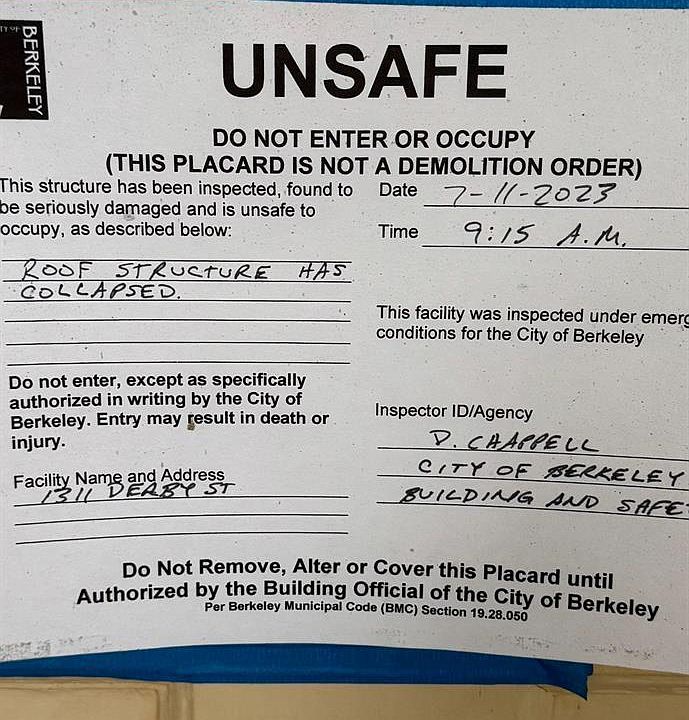 CITY OF
BERKELEY
UNSAFE
DO NOT ENTER OR OCCUPY
(THIS PLACARD IS NOT A DEMOLITION ORDER)
This structure has been inspected, found to
be seriously damaged and is unsafe to
occupy, as described below:
ROOF STRUCTURE HAS
COLLAPSED.
Do not enter, except as specifically
authorized in writing by the City of
Berkeley. Entry may result in death or
injury.
Facility Name and Address
1311 DERBY ST
Date 7-11-2023
Time 9:15 A.M.
This facility was inspected under emerg
conditions for the City of Berkeley
Inspector ID/Agency
D. CHAPPELL
CITY OF BERKELEY
BUILDING AND SAFE
Do Not Remove, Alter or Cover this Placard until
Authorized by the Building Official of the City of Berkeley
Per Berkeley Municipal Code (BMC) Section 19.28.050